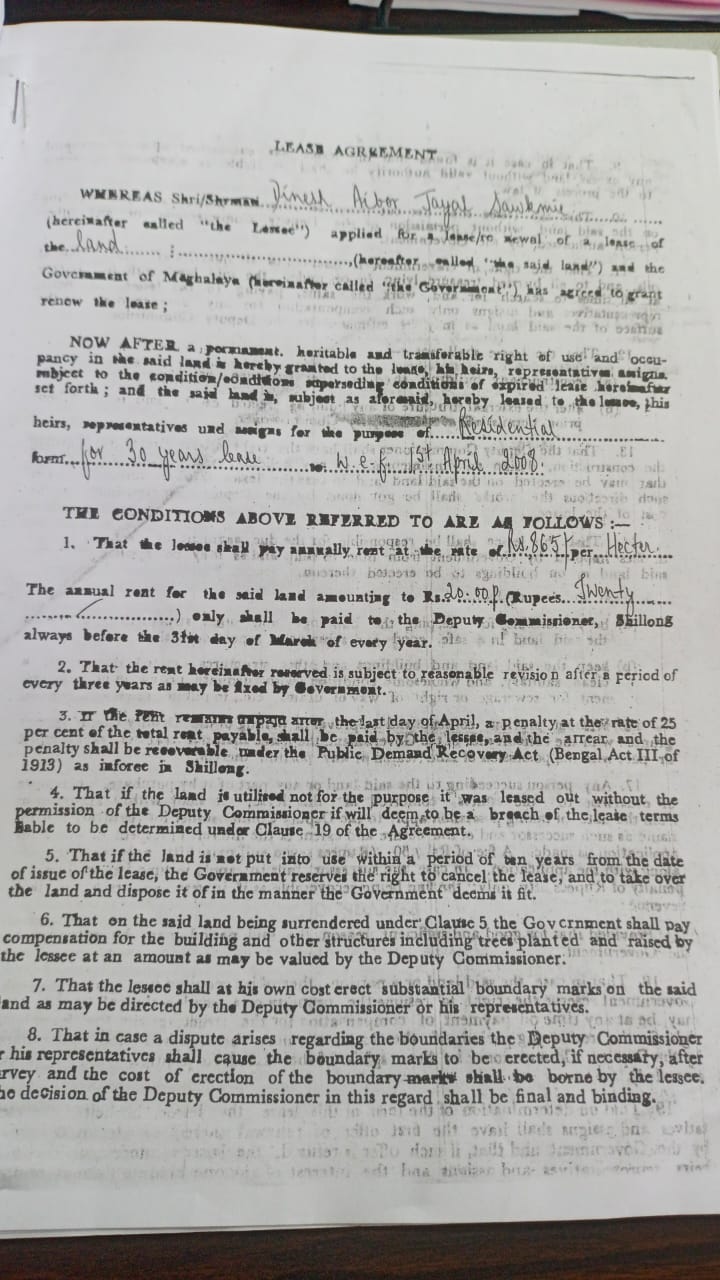 LEASE AGREEMENT
WHEREAS Shri/Shrman...Dinesh Aibor Jayal Sawkmie......
(hereinafter called "the Lessee") applied for a lease/re newal of a lease of
the..land......:..............................,(hereafter called "the said land") and the
Government of Maghalaya (hereinafter called "the Government") has agreed to grant
renew the lease ;
NOW AFTER a pormanent. heritable and transferable right of use and occu-
pancy in the said land is hereby granted to the lease, his heirs, representatives assigns.
subject to the condition/conditions superseding conditions of expired lease hereinafter
set forth ; and the said land is, subject as aforesaid, hereby leased to the lessee, this
heirs, representatives und assigns for the purpose of....Residential......
form...for 30 years lease........to w.e.f. 1st April 2008.
THE CONDITIONS ABOVE REFERRED TO ARE AS FOLLOWS :—
1. That the lessee shall pay annually rent at the rate of.Rs.865/per...Hecter....
The annual rent for the said land amounting to Rs.20.00p.(Rupees...Twenty......
.....................) only shall be paid to the Deputy Commissioner, Shillong
always before the 31st day of March of every year.
2. That the rent hereinafter reserved is subject to reasonable revision after a period of
every three years as may be fixed by Government.
3. If the rent remains unpaid after the last day of April, a penalty at the rate of 25
per cent of the total rent payable, shall be paid by the lessee, and the arrear and the
penalty shall be recoverable under the Public Demand Recovery Act (Bengal Act III of
1913) as inforee in Shillong.
4. That if the land is utilised not for the purpose it was leased out without the
permission of the Deputy Commissioner if will deem to be a breach of the lease terms
liable to be determined under Clause 19 of the Agreement.
5. That if the land is not put into use within a period of ten years from the date
of issue of the lease, the Government reserves the right to cancel the lease, and to take over
the land and dispose it of in the manner the Government deems it fit.
6. That on the said land being surrendered under Clause 5 the Government shall pay
compensation for the building and other structures including trees planted and raised by
the lessee at an amount as may be valued by the Deputy Commissioner.
7. That the lessee shall at his own cost erect substantial boundary marks on the said
and as may be directed by the Deputy Commissioner or his representatives.
8. That in case a dispute arises regarding the boundaries the Deputy Commissioner
r his representatives shall cause the boundary marks to be erected, if necessary, after
rvey and the cost of erection of the boundary marks shall be borne by the lessee.
he decision of the Deputy Commissioner in this regard shall be final and binding.